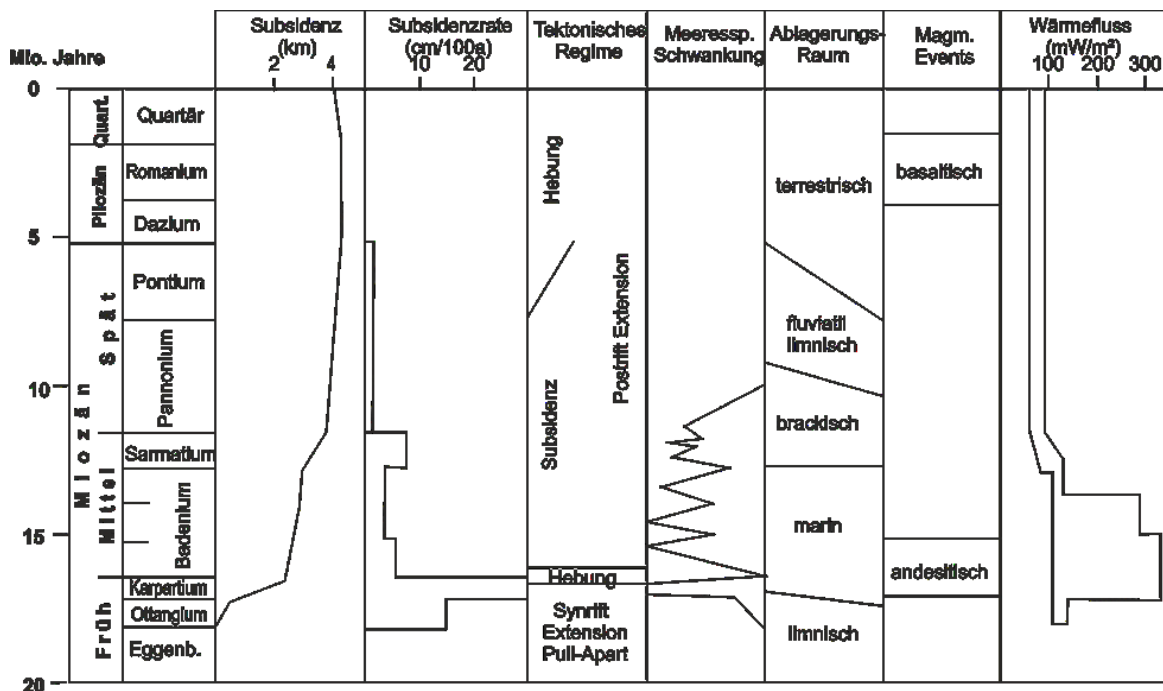 Subsidenz
(km)
2 4
Subsidenzrate
(cm/100a)
10 20
Tektonisches
Regime
Meeressp.
Schwankung
Ablagerungs-
Raum
Magm.
Events
Wärmefluss
(mW/m²)
100 200 300
Mio. Jahre
0
5
10
15
20
Quart.
Pliozän
Miozän
Spät
Mittel
Früh
Quartär
Romanium
Dazium
Pontium
Pannonium
Sarmatium
Badenium
Karpartium
Ottangium
Eggenb.
Hebung
Subsidenz
Postrift Extension
Hebung
Synrift
Extension
Pull-Apart
terrestrisch
fluviatil
limnisch
brackisch
marin
limnisch
basaltisch
andesitisch